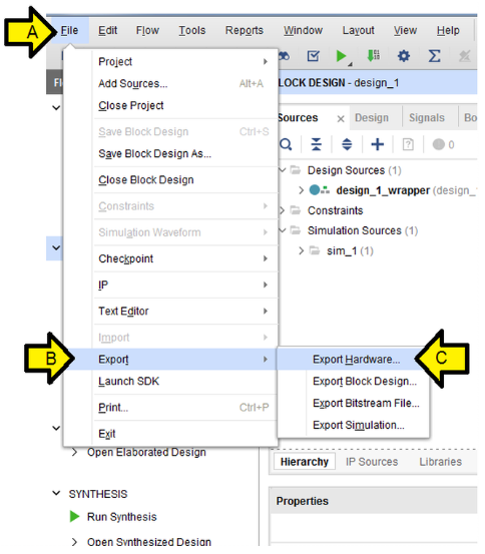 A
File Edit Flow Tools Reports Window Layout View Help
Project
Add Sources... Alt+A
Close Project
Save Block Design Ctrl+S
Save Block Design As...
Close Block Design
Constraints
Simulation Waveform
Checkpoint
IP
Text Editor
Import
B
Export
Launch SDK
Print... Ctrl+P
Exit
Export Hardware...
C
Export Block Design...
Export Bitstream File...
Export Simulation...
LOCK DESIGN - design_1
Sources Design Signals Bo
0
Design Sources (1)
design_1_wrapper (design_
Constraints
Simulation Sources (1)
sim_1 (1)
Hierarchy IP Sources Libraries
Properties
Open Elaborated Design
SYNTHESIS
Run Synthesis
Open Synthesized Design